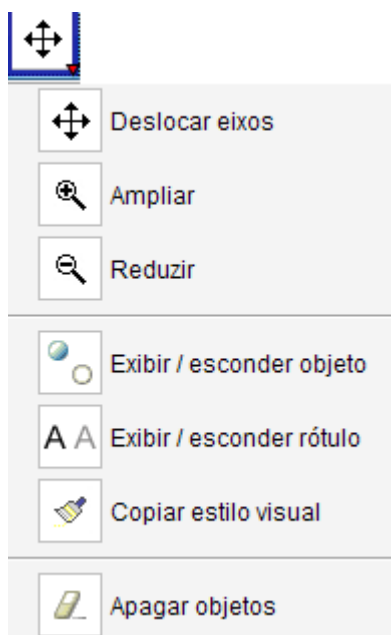 Deslocar eixos
Ampliar
Reduzir
Exibir / esconder objeto
A A Exibir / esconder rótulo
Copiar estilo visual
Apagar objetos